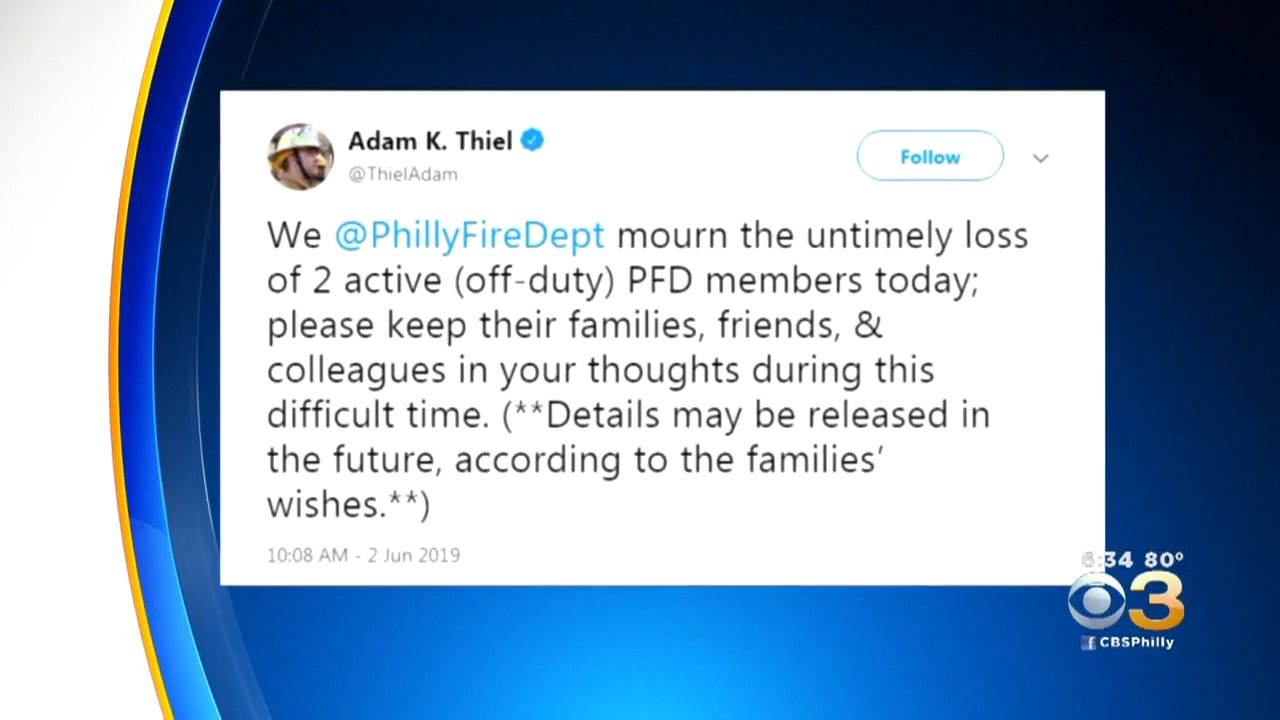 Adam K. Thiel
@ThielAdam
Follow
We @PhillyFireDept mourn the untimely loss
of 2 active (off-duty) PFD members today;
please keep their families, friends, &
colleagues in your thoughts during this
difficult time. (**Details may be released in
the future, according to the families’
wishes.**)
10:08 AM - 2 Jun 2019
6:34 80°
3
f CBSPhilly